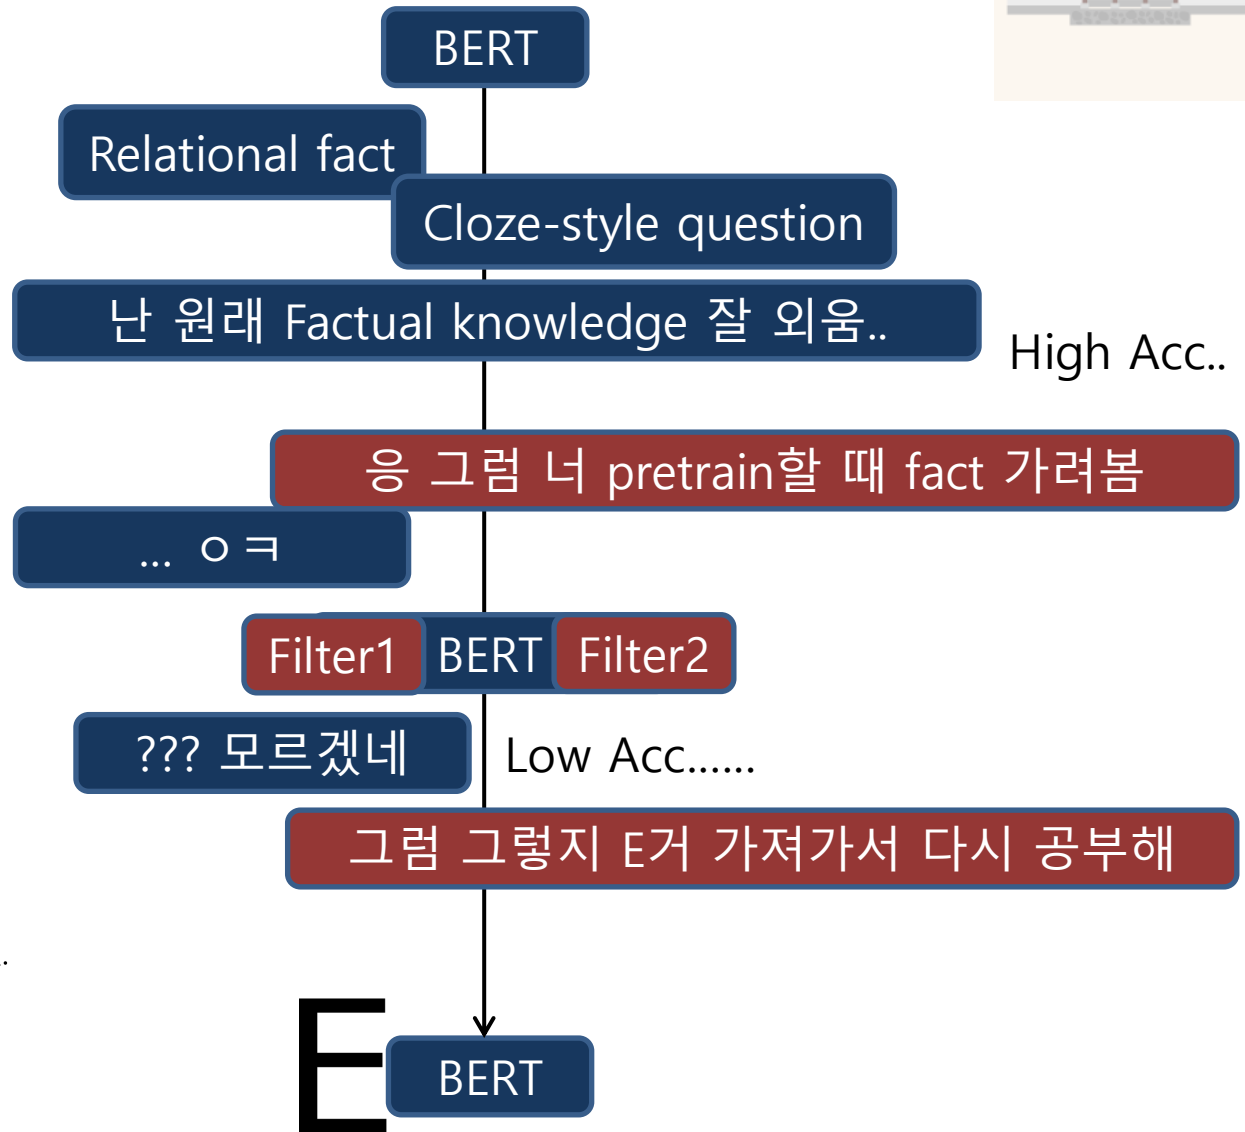 BERT
Relational fact
Cloze-style question
난 원래 Factual knowledge 잘 외움..
High Acc..
응 그럼 너 pretrain할 때 fact 가려봄
... ㅇㅋ
Filter1 BERT Filter2
??? 모르겠네
Low Acc......
그럼 그렇지 E거 가져가서 다시 공부해
.
E
BERT